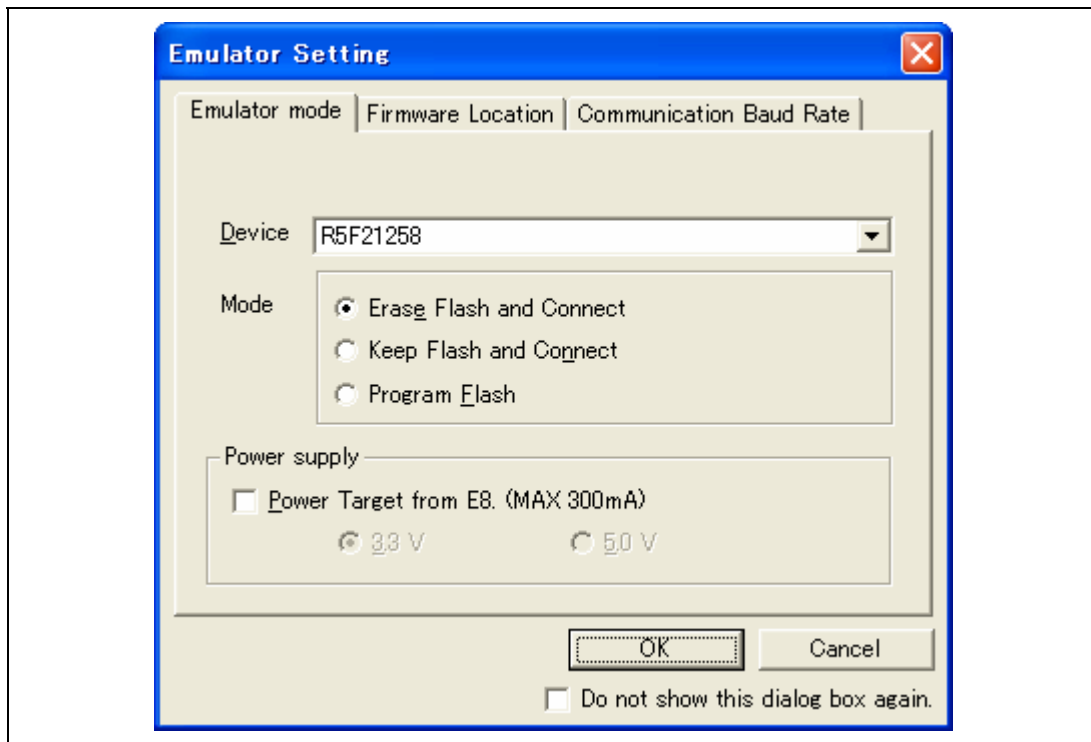 Emulator Setting
Emulator mode Firmware Location Communication Baud Rate
Device R5F21258
Mode Erase Flash and Connect
Keep Flash and Connect
Program Flash
Power supply
Power Target from E8. (MAX 300mA)
3.3 V 5.0 V
OK Cancel
Do not show this dialog box again.